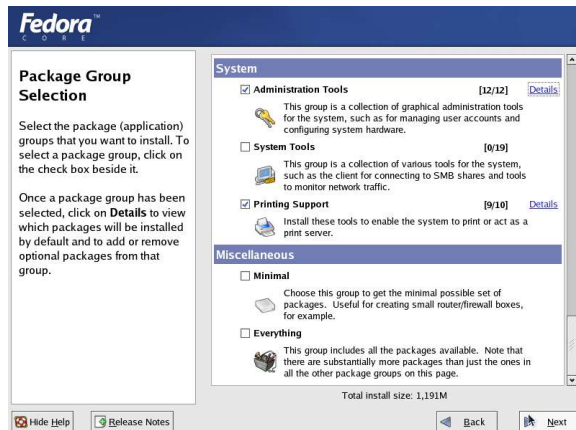 Fedora™
CORE
Package Group
Selection
Select the package (application)
groups that you want to install. To
select a package group, click on
the check box beside it.
Once a package group has been
selected, click on Details to view
which packages will be installed
by default and to add or remove
optional packages from that
group.
System
Administration Tools [12/12] Details
This group is a collection of graphical administration tools
for the system, such as for managing user accounts and
configuring system hardware.
System Tools [0/19]
This group is a collection of various tools for the system,
such as the client for connecting to SMB shares and tools
to monitor network traffic.
Printing Support [9/10] Details
Install these tools to enable the system to print or act as a
print server.
Miscellaneous
Minimal
Choose this group to get the minimal possible set of
packages. Useful for creating small router/firewall boxes,
for example.
Everything
This group includes all the packages available. Note that
there are substantially more packages than just the ones in
all the other package groups on this page.
Total install size: 1,191M
Hide Help Release Notes Back Next